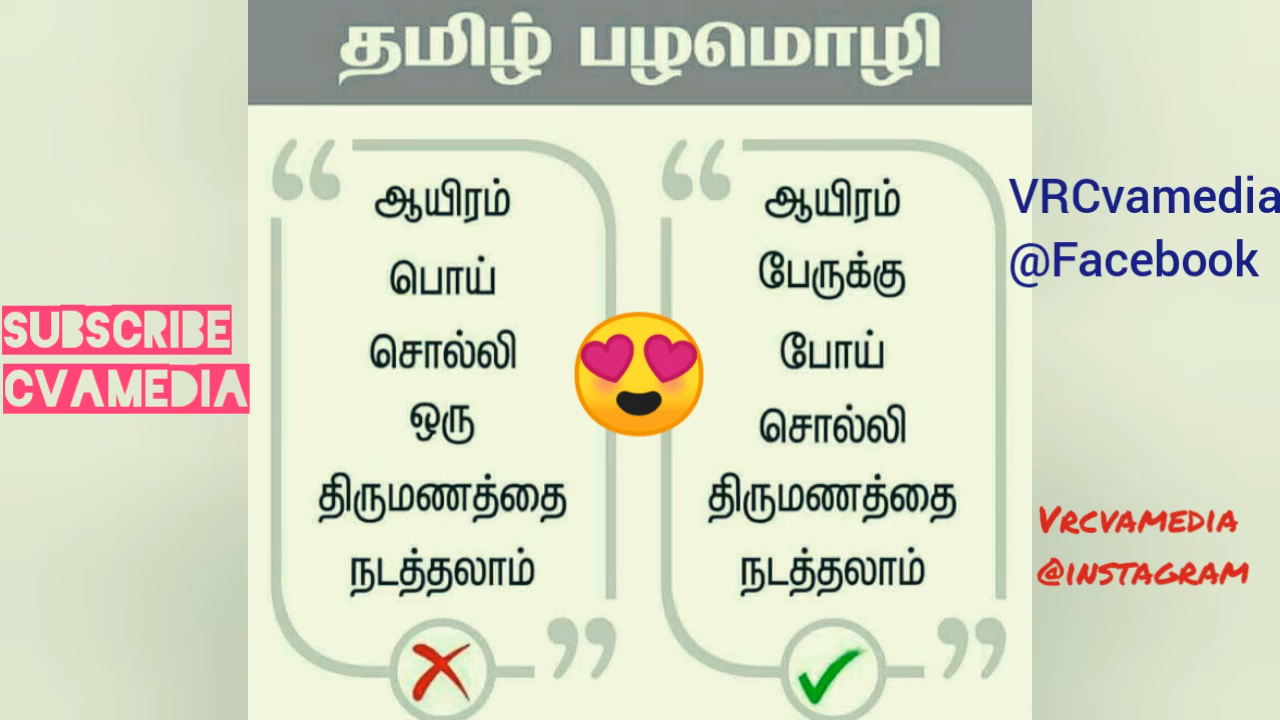 தமிழ் பழமொழி
ஆயிரம்
பொய்
சொல்லி
ஒரு
திருமணத்தை
நடத்தலாம்
ஆயிரம்
பேருக்கு
போய்
சொல்லி
திருமணத்தை
நடத்தலாம்
SUBSCRIBE
CVAMEDIA
VRCvamedia
@Facebook
VRCVAMEDIA
@INSTAGRAM